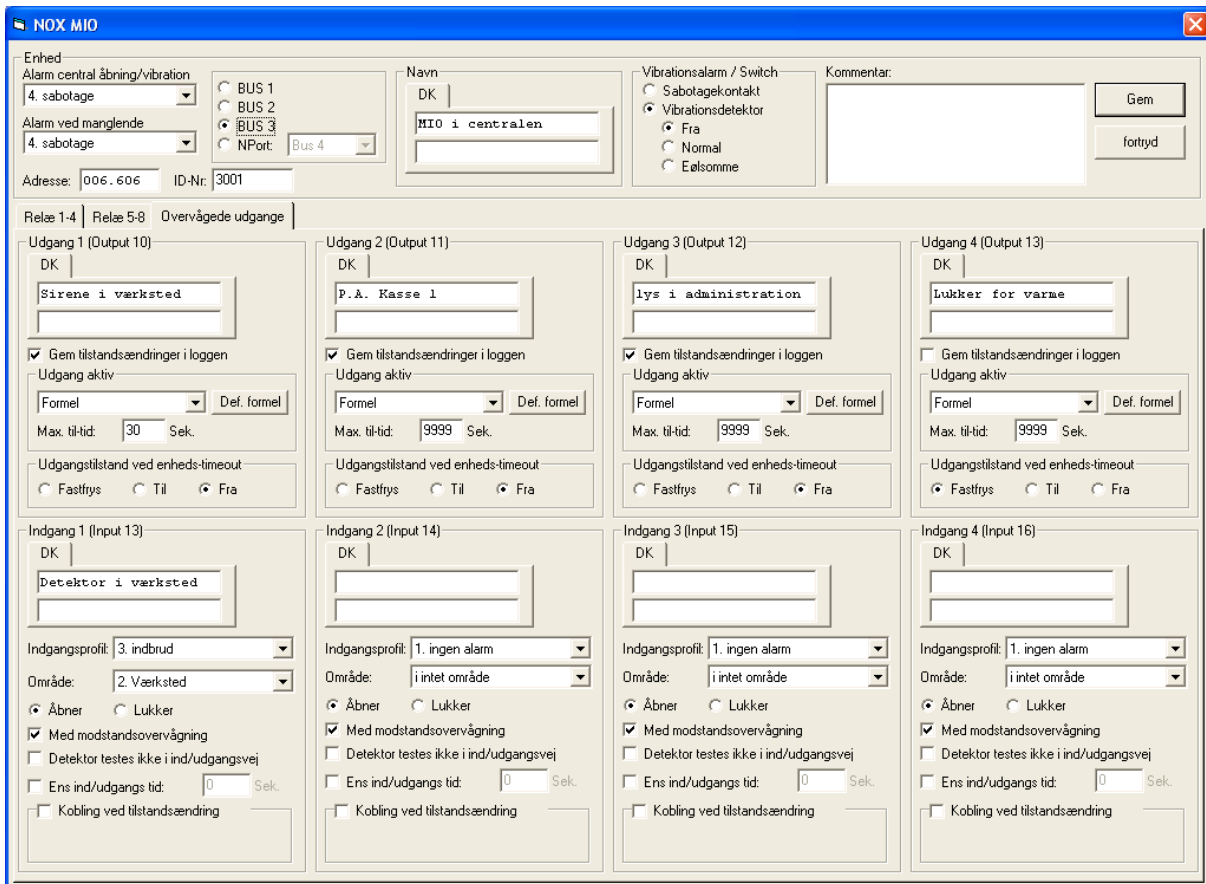 NOX MIO
Enhed
Alarm central åbning/vibration
4. sabotage
Alarm ved manglende
4. sabotage
Adresse: 006.606 ID-Nr: 3001
BUS 1
BUS 2
BUS 3
NPort: Bus 4
Navn
DK
MIO i centralen
Vibrationsalarm / Switch
Sabotagekontakt
Vibrationsdetektor
Fra
Normal
Eølsomme
Kommentar:
Gem
fortryd
Relæ 1-4 Relæ 5-8 Overvågede udgange
Udgang 1 (Output 10)
DK
Sirene i værksted
Gem tilstandsændringer i loggen
Udgang aktiv
Formel Def. formel
Max. til-tid: 30 Sek.
Udgangstilstand ved enheds-timeout
Fastfrys Til Fra
Udgang 2 (Output 11)
DK
P.A. Kasse 1
Gem tilstandsændringer i loggen
Udgang aktiv
Formel Def. formel
Max. til-tid: 9999 Sek.
Udgangstilstand ved enheds-timeout
Fastfrys Til Fra
Udgang 3 (Output 12)
DK
lys i administration
Gem tilstandsændringer i loggen
Udgang aktiv
Formel Def. formel
Max. til-tid: 9999 Sek.
Udgangstilstand ved enheds-timeout
Fastfrys Til Fra
Udgang 4 (Output 13)
DK
Lukker for varme
Gem tilstandsændringer i loggen
Udgang aktiv
Formel Def. formel
Max. til-tid: 9999 Sek.
Udgangstilstand ved enheds-timeout
Fastfrys Til Fra
Indgang 1 (Input 13)
DK
Detektor i værksted
Indgangsprofil: 3. indbrud
Område: 2. Værksted
Åbner Lukker
Med modstandsovervågning
Detektor testes ikke i ind/udgangsvej
Ens ind/udgangs tid: 0 Sek.
Kobling ved tilstandsændring
Indgang 2 (Input 14)
DK
Indgangsprofil: 1. ingen alarm
Område: i intet område
Åbner Lukker
Med modstandsovervågning
Detektor testes ikke i ind/udgangsvej
Ens ind/udgangs tid: 0 Sek.
Kobling ved tilstandsændring
Indgang 3 (Input 15)
DK
Indgangsprofil: 1. ingen alarm
Område: i intet område
Åbner Lukker
Med modstandsovervågning
Detektor testes ikke i ind/udgangsvej
Ens ind/udgangs tid: 0 Sek.
Kobling ved tilstandsændring
Indgang 4 (Input 16)
DK
Indgangsprofil: 1. ingen alarm
Område: i intet område
Åbner Lukker
Med modstandsovervågning
Detektor testes ikke i ind/udgangsvej
Ens ind/udgangs tid: 0 Sek.
Kobling ved tilstandsændring